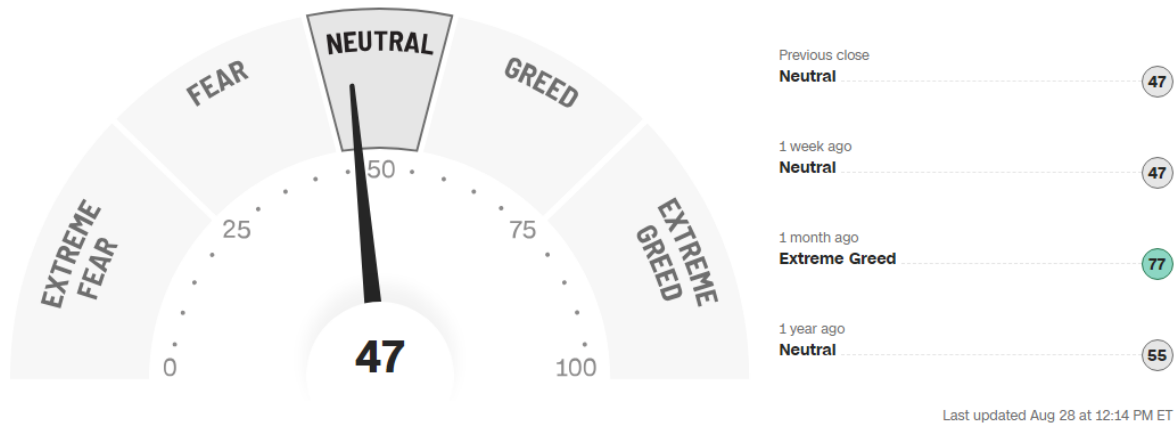 NEUTRAL
FEAR
GREED
EXTREME
FEAR
EXTREME
GREED
0
25
50
75
100
47
Previous close
Neutral 47
1 week ago
Neutral 47
1 month ago
Extreme Greed 77
1 year ago
Neutral 55
Last updated Aug 28 at 12:14 PM ET